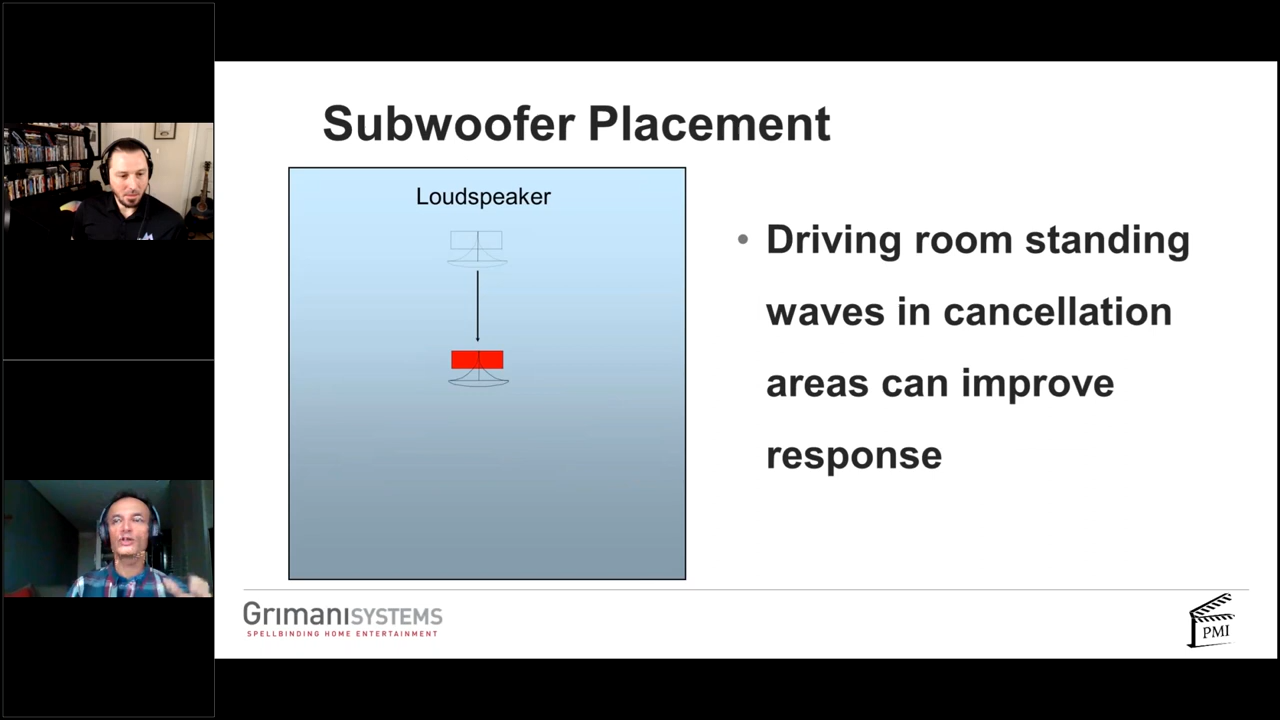 Subwoofer Placement
Loudspeaker
• Driving room standing
waves in cancellation
areas can improve
response
GrimaniSYSTEMS
SPELLBINDING HOME ENTERTAINMENT
PMI